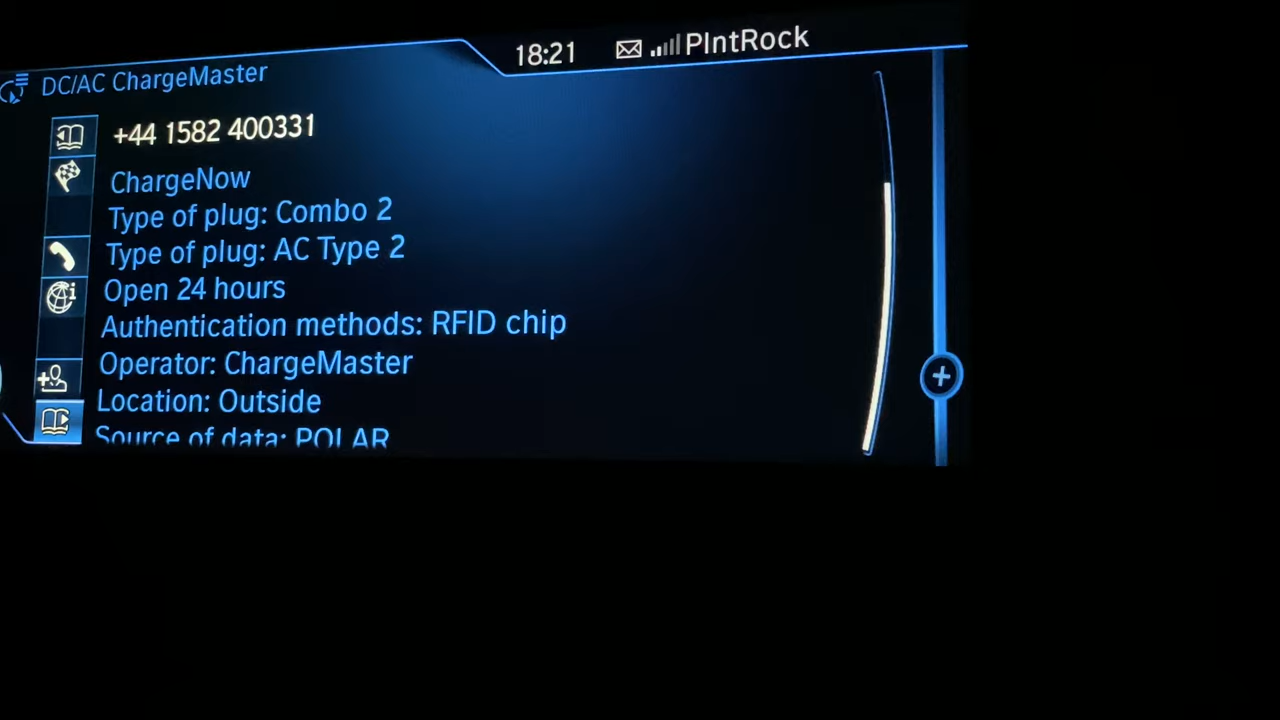 18:21 PlntRock
DC/AC ChargeMaster
+44 1582 400331
ChargeNow
Type of plug: Combo 2
Type of plug: AC Type 2
Open 24 hours
Authentication methods: RFID chip
Operator: ChargeMaster
Location: Outside
Source of data: POLAR